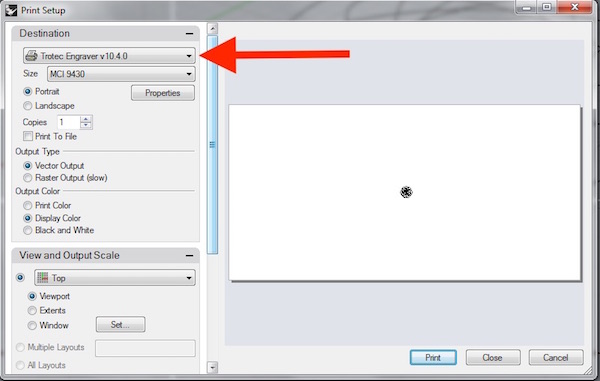 Print Setup
Destination
Trotec Engraver v10.4.0
Size MCI 9430
Portrait Properties
Landscape
Copies 1
Print To File
Output Type
Vector Output
Raster Output (slow)
Output Color
Print Color
Display Color
Black and White
View and Output Scale
Top
Viewport
Extents
Window Set...
Multiple Layouts
All Layouts
Print Close Cancel